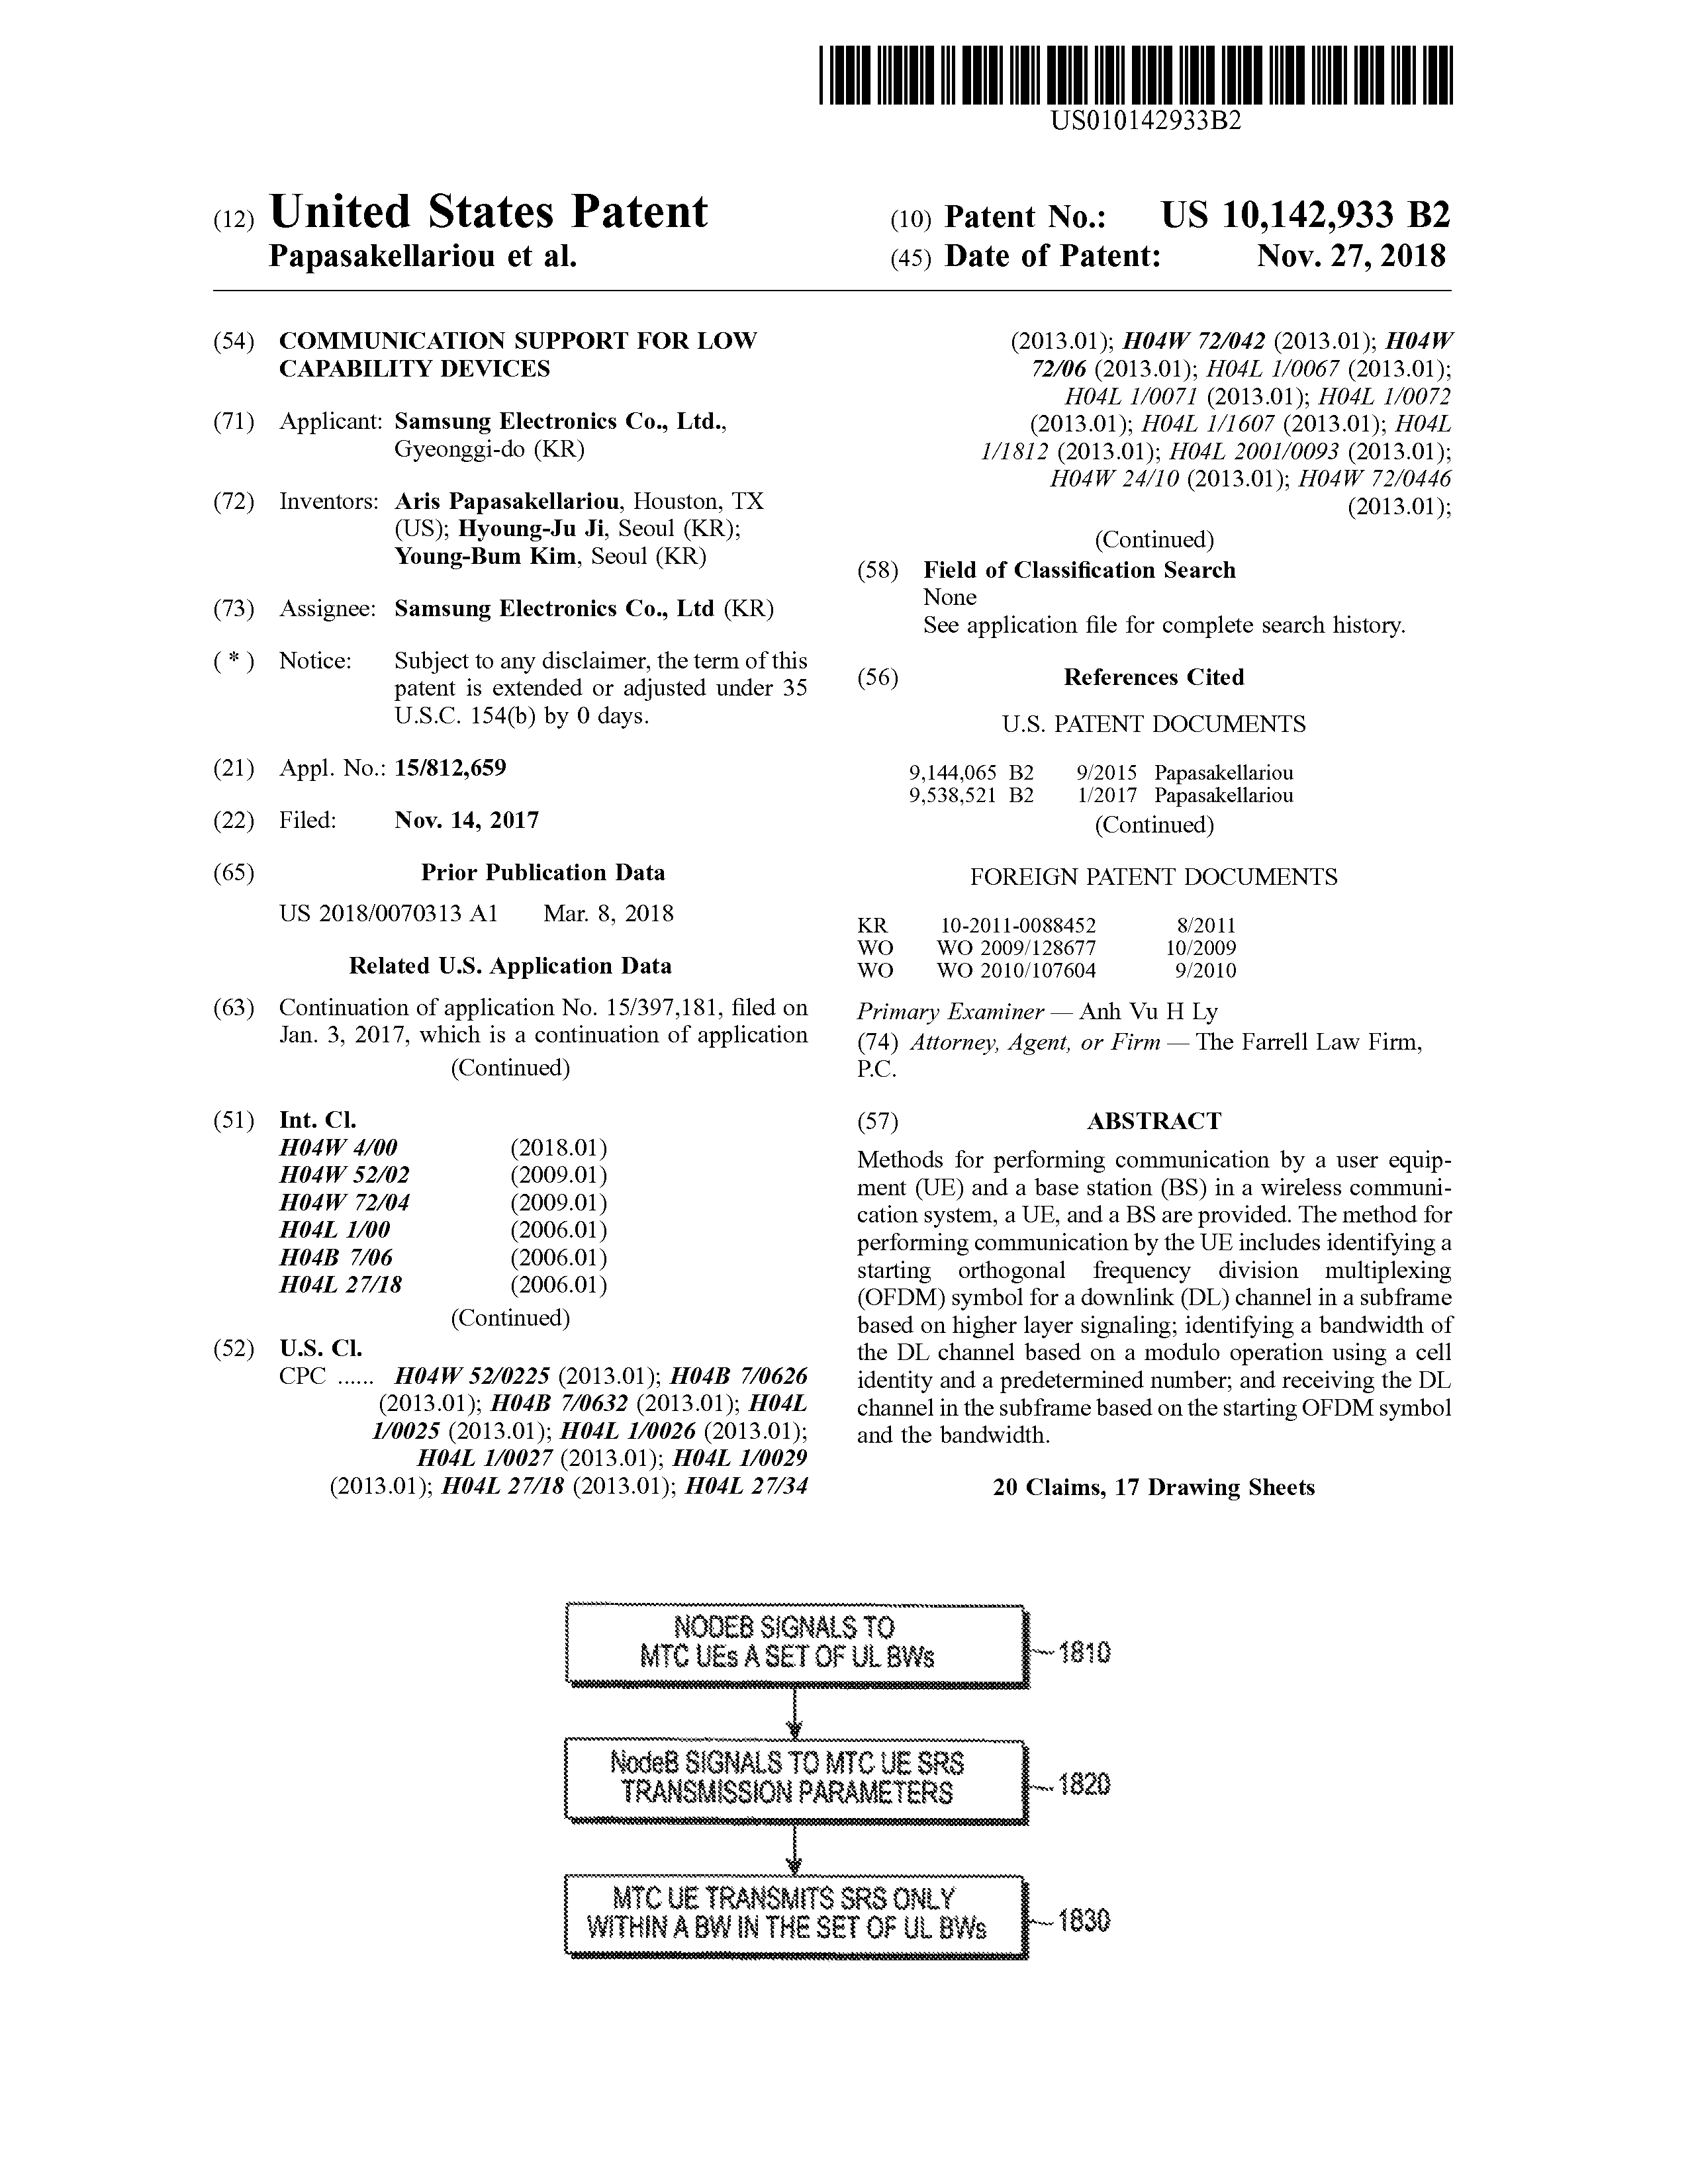 US010142933B2
(12) United States Patent
Papasakellariou et al.
(10) Patent No.: US 10,142,933 B2
(45) Date of Patent: Nov. 27, 2018
(54) COMMUNICATION SUPPORT FOR LOW
CAPABILITY DEVICES
(71) Applicant: Samsung Electronics Co., Ltd.,
Gyeonggi-do (KR)
(72) Inventors: Aris Papasakellariou, Houston, TX
(US); Hyoung-Ju Ji, Seoul (KR);
Young-Bum Kim, Seoul (KR)
(73) Assignee: Samsung Electronics Co., Ltd (KR)
( * ) Notice: Subject to any disclaimer, the term of this
patent is extended or adjusted under 35
U.S.C. 154(b) by 0 days.
(21) Appl. No.: 15/812,659
(22) Filed: Nov. 14, 2017
(65) Prior Publication Data
US 2018/0070313 A1 Mar. 8, 2018
Related U.S. Application Data
(63) Continuation of application No. 15/397,181, filed on
Jan. 3, 2017, which is a continuation of application
(Continued)
(51) Int. Cl.
H04W 4/00 (2018.01)
H04W 52/02 (2009.01)
H04W 72/04 (2009.01)
H04L 1/00 (2006.01)
H04B 7/06 (2006.01)
H04L 27/18 (2006.01)
(Continued)
(52) U.S. Cl.
CPC ...... H04W 52/0225 (2013.01); H04B 7/0626
(2013.01); H04B 7/0632 (2013.01); H04L
1/0025 (2013.01); H04L 1/0026 (2013.01);
H04L 1/0027 (2013.01); H04L 1/0029
(2013.01); H04L 27/18 (2013.01); H04L 27/34
(2013.01); H04W 72/042 (2013.01); H04W
72/06 (2013.01); H04L 1/0067 (2013.01);
H04L 1/0071 (2013.01); H04L 1/0072
(2013.01); H04L 1/1607 (2013.01); H04L
1/1812 (2013.01); H04L 2001/0093 (2013.01);
H04W 24/10 (2013.01); H04W 72/0446
(2013.01);
(Continued)
(58) Field of Classification Search
None
See application file for complete search history.
(56) References Cited
U.S. PATENT DOCUMENTS
9,144,065 B2 9/2015 Papasakellariou
9,538,521 B2 1/2017 Papasakellariou
(Continued)
FOREIGN PATENT DOCUMENTS
KR 10-2011-0088452 8/2011
WO WO 2009/128677 10/2009
WO WO 2010/107604 9/2010
Primary Examiner — Anh Vu H Ly
(74) Attorney, Agent, or Firm — The Farrell Law Firm,
P.C.
(57) ABSTRACT
Methods for performing communication by a user equip-
ment (UE) and a base station (BS) in a wireless communi-
cation system, a UE, and a BS are provided. The method for
performing communication by the UE includes identifying a
starting orthogonal frequency division multiplexing
(OFDM) symbol for a downlink (DL) channel in a subframe
based on higher layer signaling; identifying a bandwidth of
the DL channel based on a modulo operation using a cell
identity and a predetermined number; and receiving the DL
channel in the subframe based on the starting OFDM symbol
and the bandwidth.
20 Claims, 17 Drawing Sheets
NODEB SIGNALS TO
MTC UEs A SET OF UL BWs
1810
NodeB SIGNALS TO MTC UE SRS
TRANSMISSION PARAMETERS
1820
MTC UE TRANSMITS SRS ONLY
WITHIN A BW IN THE SET OF UL BWs
1830